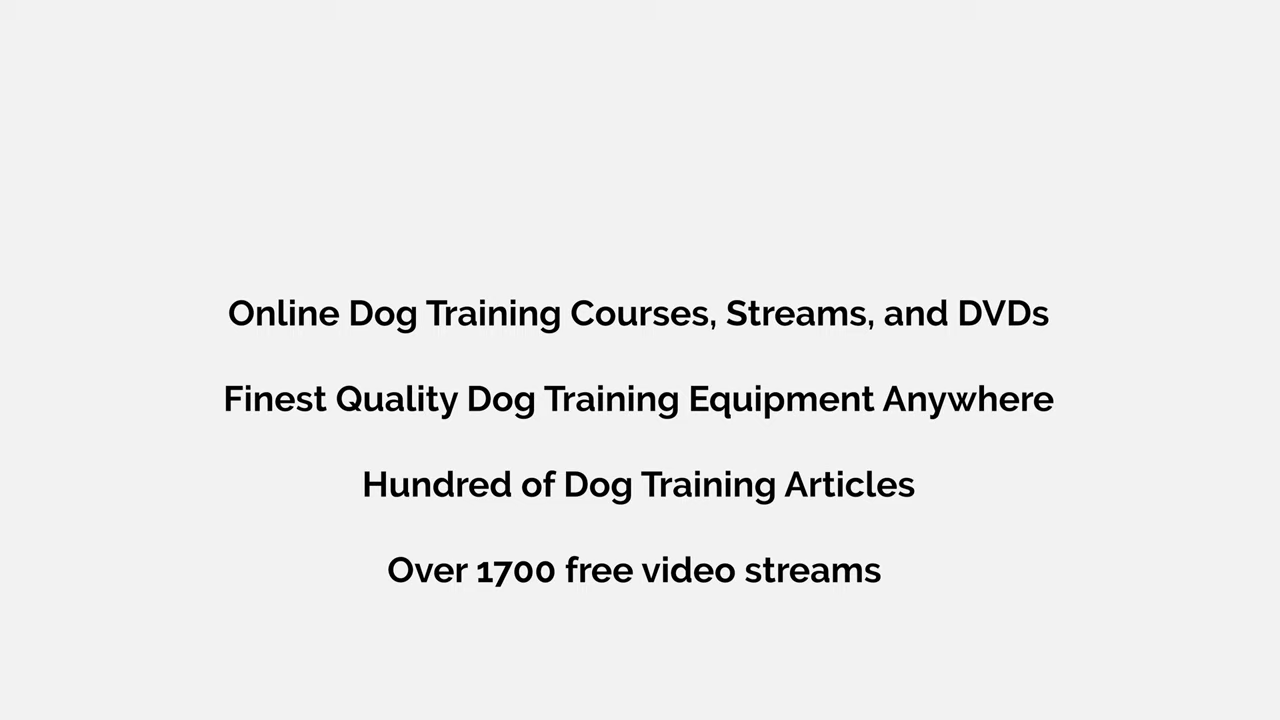 Online Dog Training Courses, Streams, and DVDs
Finest Quality Dog Training Equipment Anywhere
Hundred of Dog Training Articles
Over 1700 free video streams